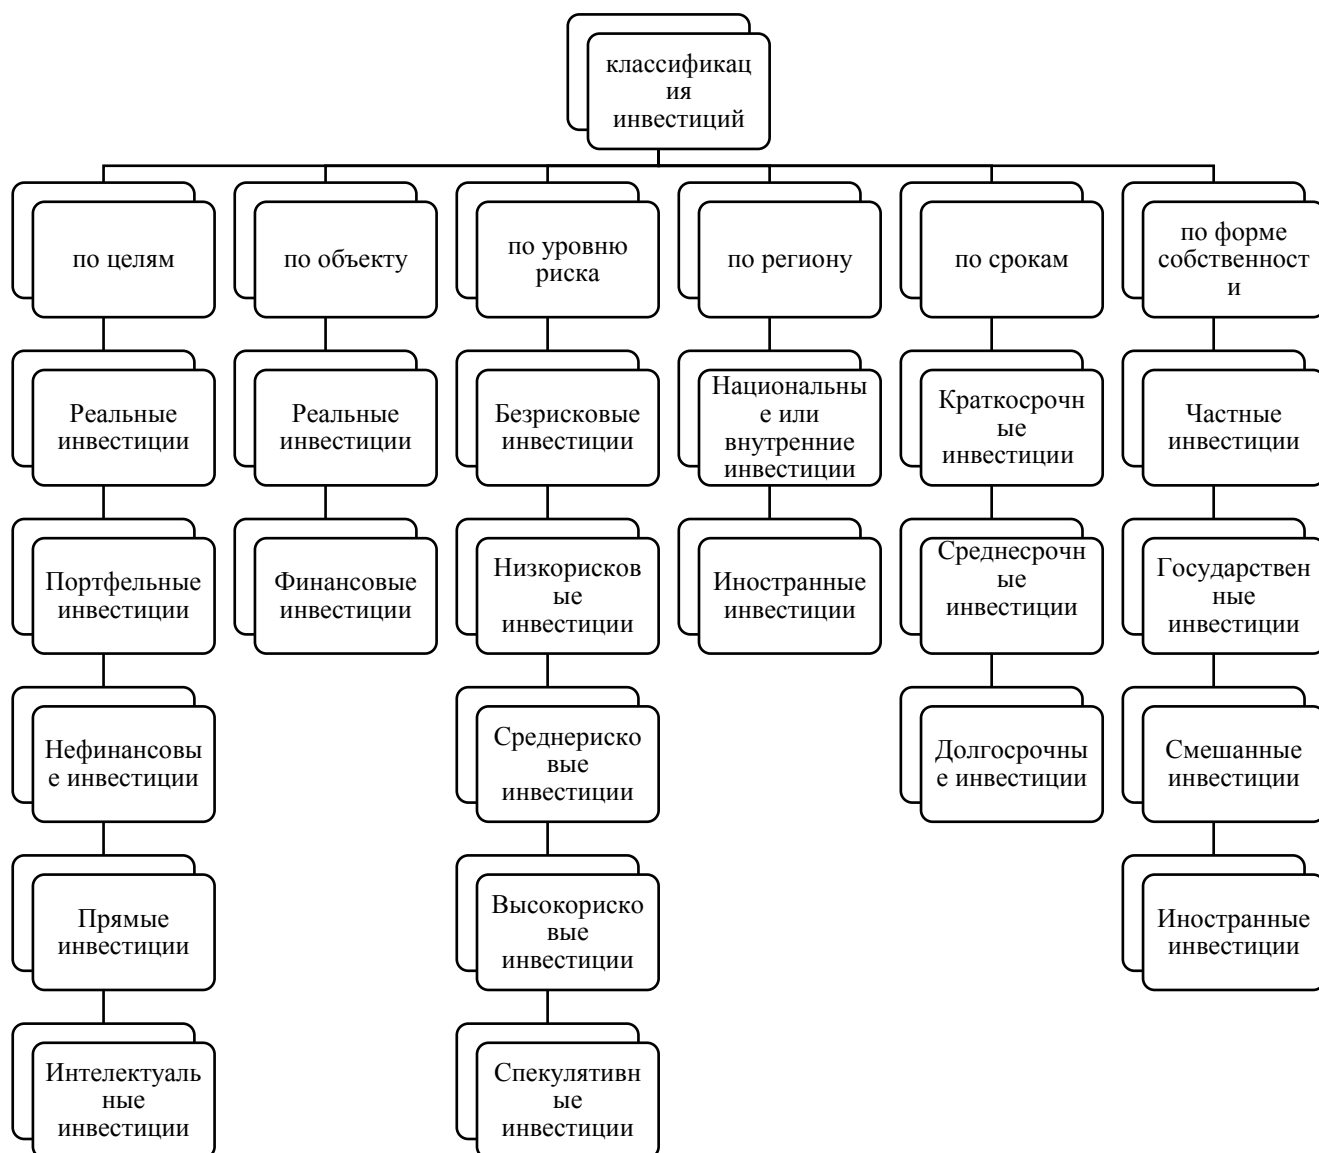 классификац
ия
инвестиций
по целям
по объекту
по уровню
риска
по региону
по срокам
по форме
собственност
и
Реальные
инвестиции
Реальные
инвестиции
Безрисковые
инвестиции
Национальны
е или
внутренние
инвестиции
Краткосрочн
ые
инвестиции
Частные
инвестиции
Портфельные
инвестиции
Финансовые
инвестиции
Низкорисков
ые
инвестиции
Иностранные
инвестиции
Среднесрочн
ые
инвестиции
Государствен
ные
инвестиции
Нефинансовы
е инвестиции
Среднериско
вые
инвестиции
Долгосрочны
е инвестиции
Смешанные
инвестиции
Прямые
инвестиции
Высокориско
вые
инвестиции
Иностранные
инвестиции
Интелектуаль
ные
инвестиции
Спекулятивн
ые
инвестиции